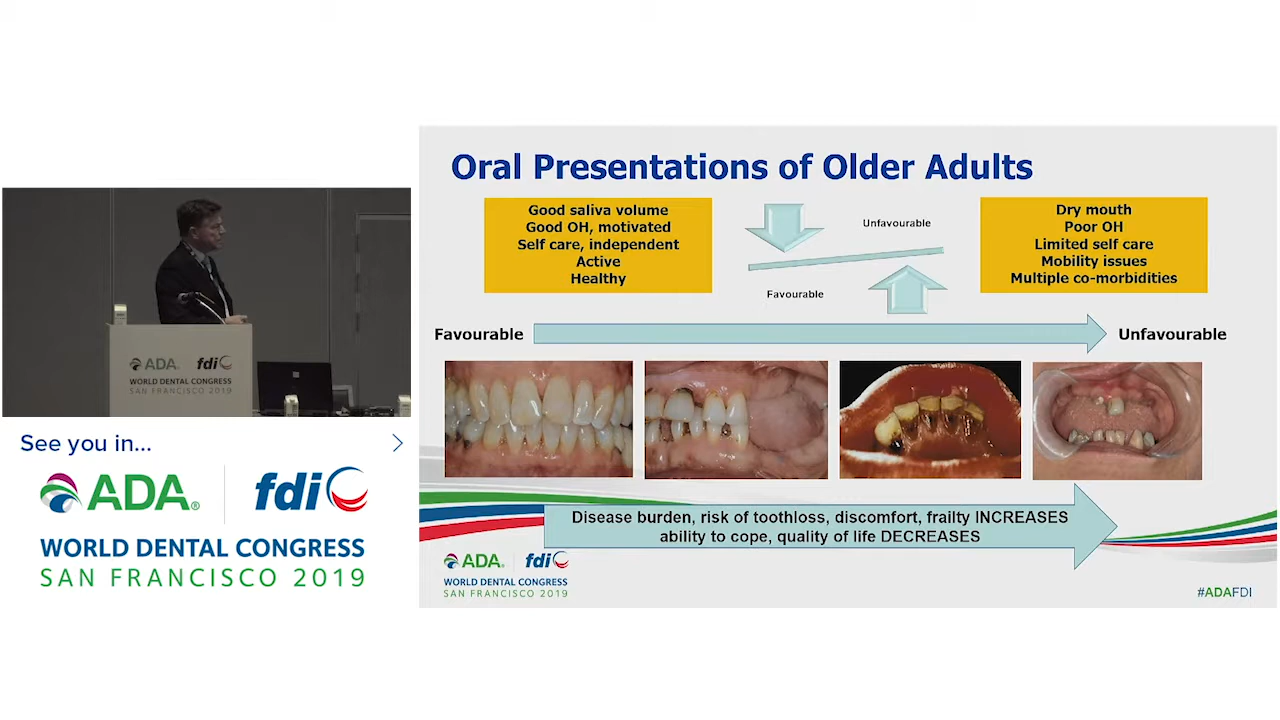 ADA. fdi
WORLD DENTAL CONGRESS
SAN FRANCISCO 2019
See you in...
ADA® fdi
WORLD DENTAL CONGRESS
SAN FRANCISCO 2019
Oral Presentations of Older Adults
Good saliva volume
Good OH, motivated
Self care, independent
Active
Healthy
Unfavourable
Favourable
Dry mouth
Poor OH
Limited self care
Mobility issues
Multiple co-morbidities
Favourable
Unfavourable
Disease burden, risk of toothloss, discomfort, frailty INCREASES
ability to cope, quality of life DECREASES
ADA. fdi
WORLD DENTAL CONGRESS
SAN FRANCISCO 2019
#ADAFDI